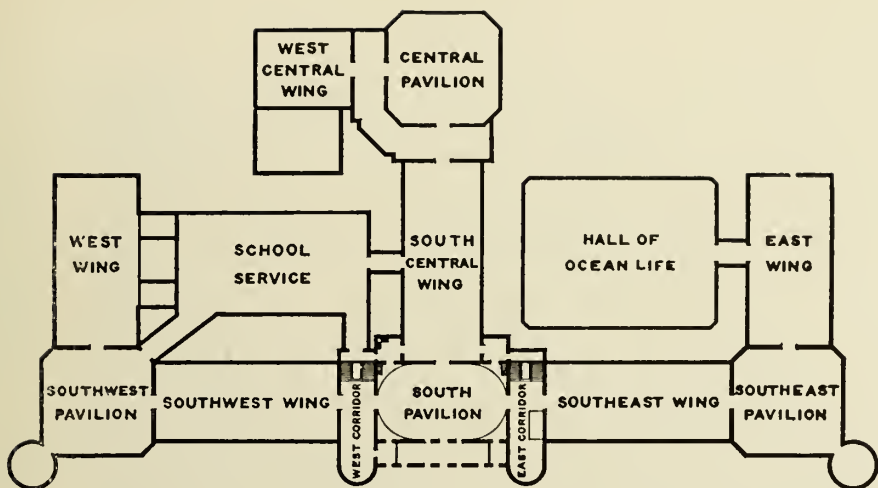 WEST
CENTRAL
WING
CENTRAL
PAVILION
WEST
WING
SCHOOL
SERVICE
SOUTH
CENTRAL
WING
HALL OF
OCEAN LIFE
EAST
WING
SOUTHWEST
PAVILION
SOUTHWEST WING
WEST CORRIDOR
SOUTH
PAVILION
EAST CORRIDOR
SOUTHEAST WING
SOUTHEAST
PAVILION